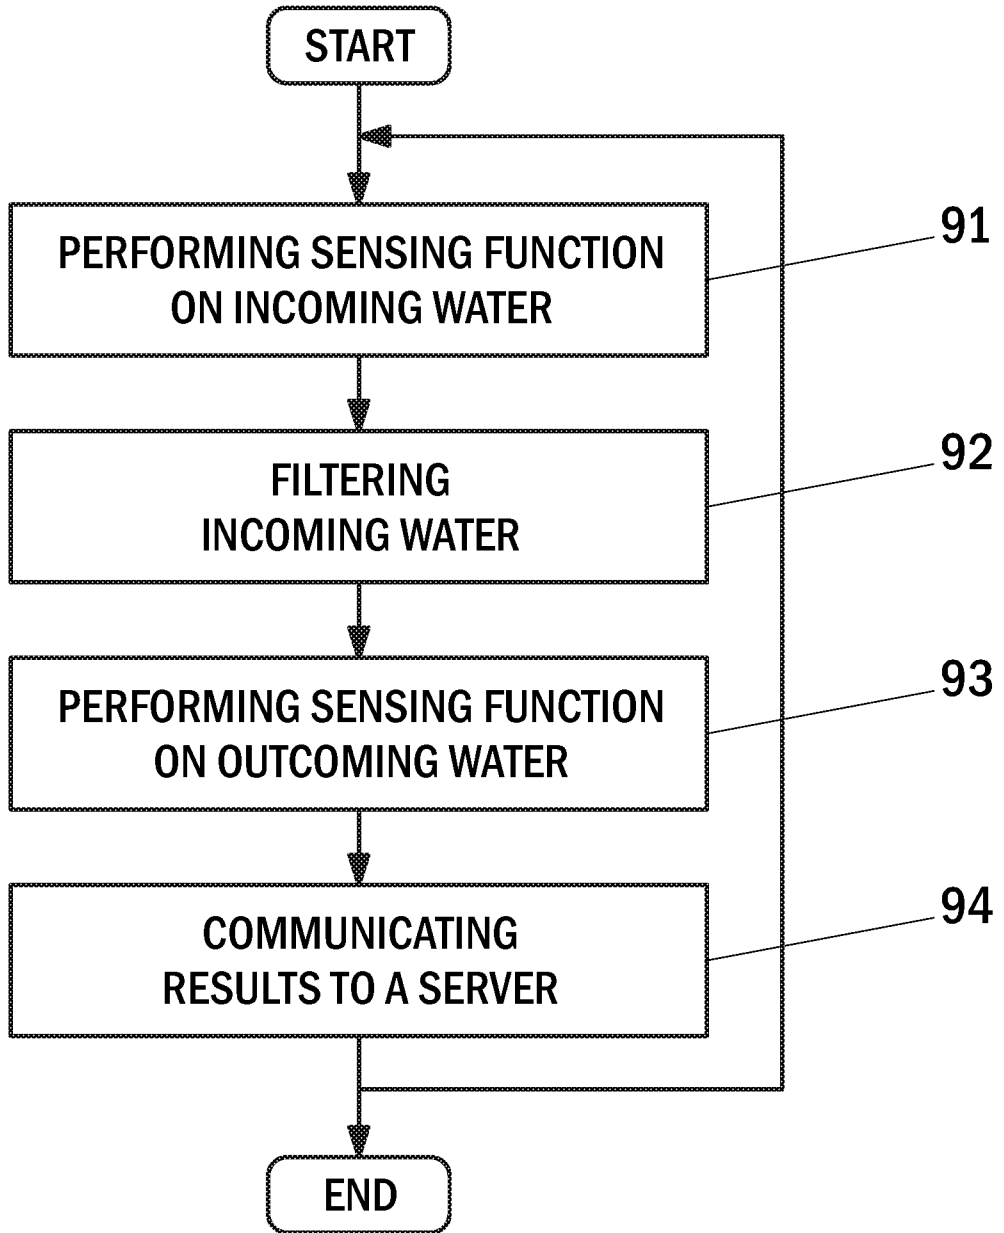 START
PERFORMING SENSING FUNCTION
ON INCOMING WATER
91
FILTERING
INCOMING WATER
92
PERFORMING SENSING FUNCTION
ON OUTCOMING WATER
93
COMMUNICATING
RESULTS TO A SERVER
94
END